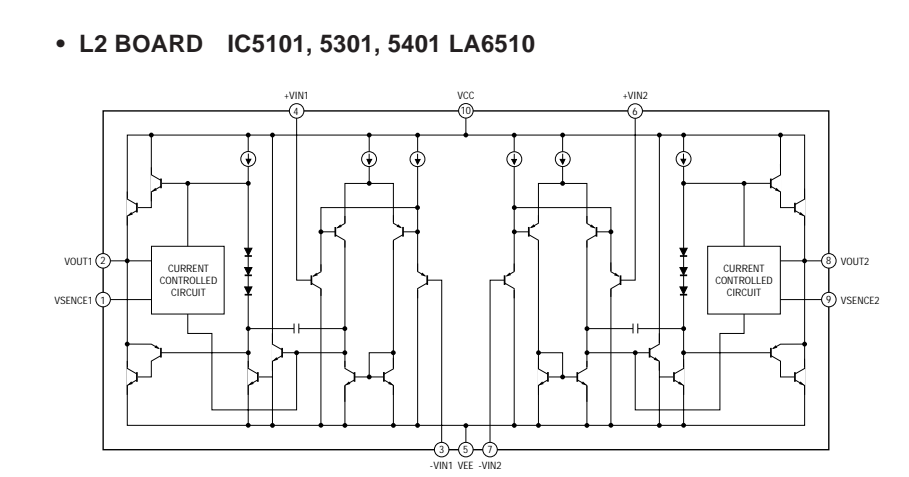 • L2 BOARD IC5101, 5301, 5401 LA6510
+VIN1 VCC +VIN2
4 10 6
VOUT1 2 8 VOUT2
CURRENT CONTROLLED CIRCUIT
CURRENT CONTROLLED CIRCUIT
VSENCE1 1 9 VSENCE2
3 5 7
-VIN1 VEE -VIN2